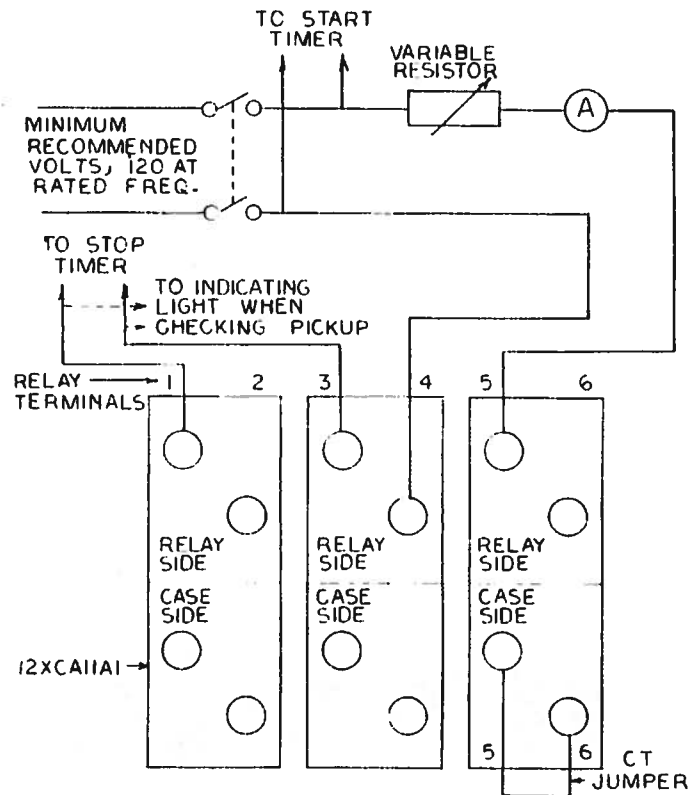 TO START
TIMER
VARIABLE
RESISTOR
A
MINIMUM
RECOMMENDED
VOLTS, 120 AT
RATED FREQ.
TO STOP
TIMER
TO INDICATING
LIGHT WHEN
CHECKING PICKUP
RELAY
TERMINALS
1 2 3 4 5 6
RELAY
SIDE
RELAY
SIDE
RELAY
SIDE
CASE
SIDE
CASE
SIDE
CASE
SIDE
12XCA11A1
5 6
CT
JUMPER